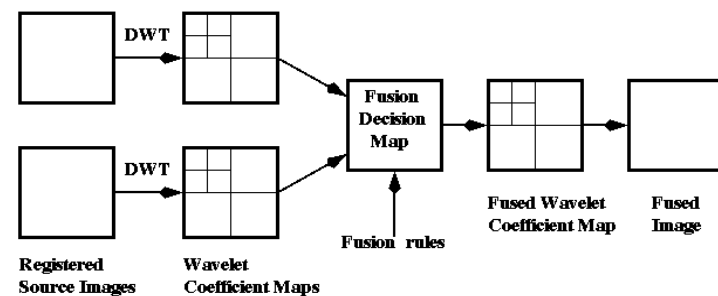 DWT
DWT
Fusion
Decision
Map
Fusion rules
Registered
Source Images
Wavelet
Coefficient Maps
Fused Wavelet
Coefficient Map
Fused
Image